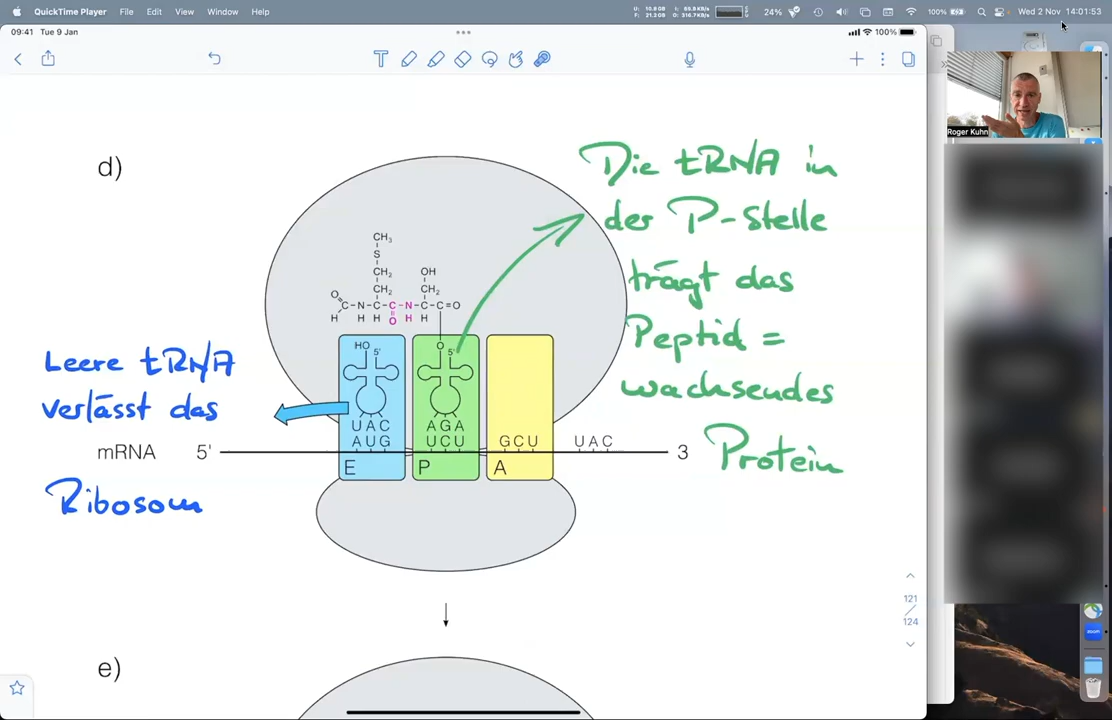 QuickTime Player File Edit View Window Help
24% 100% Wed 2 Nov 14:01:53
09:41 Tue 9 Jan
100%
Roger Kuhn
d)
Die tRNA in
der P-Stelle
trägt das
Peptid =
wachsendes
Protein
CH3
S
CH2 OH
CH2 CH2
O C-N-C-C-N-C-C=O
H H H O H H
O
HO 5' 5'
Leere tRNA
verlässt das
Ribosom
UAC AGA
AUG UCU GCU UAC
mRNA 5' 3
E P A
121
/
124
e)
zoom